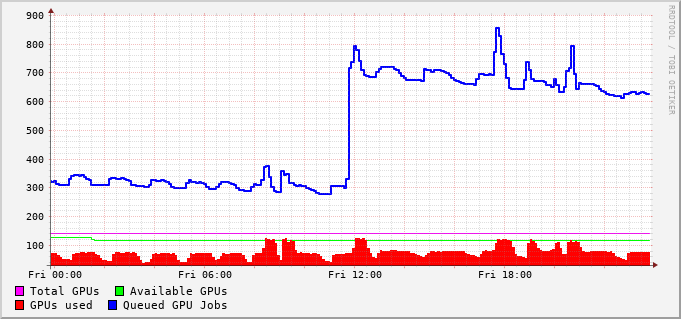 900
800
700
600
500
400
300
200
100
Fri 00:00 Fri 06:00 Fri 12:00 Fri 18:00
Total GPUs Available GPUs
GPUs used Queued GPU Jobs
RRDTOOL / TOBI OETIKER